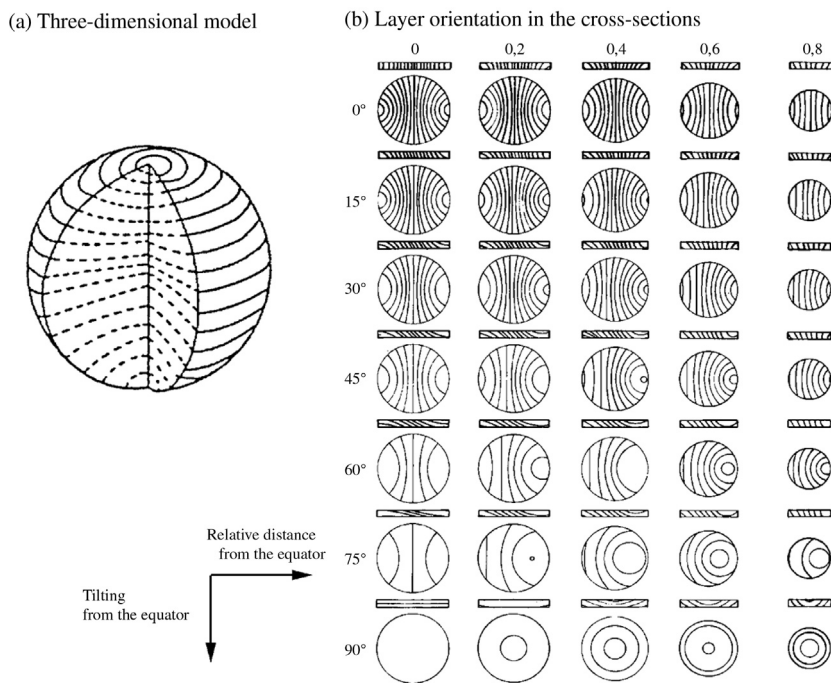 (a) Three-dimensional model
(b) Layer orientation in the cross-sections
0 0,2 0,4 0,6 0,8
0°
15°
30°
45°
60°
75°
90°
Relative distance
from the equator
Tilting
from the equator